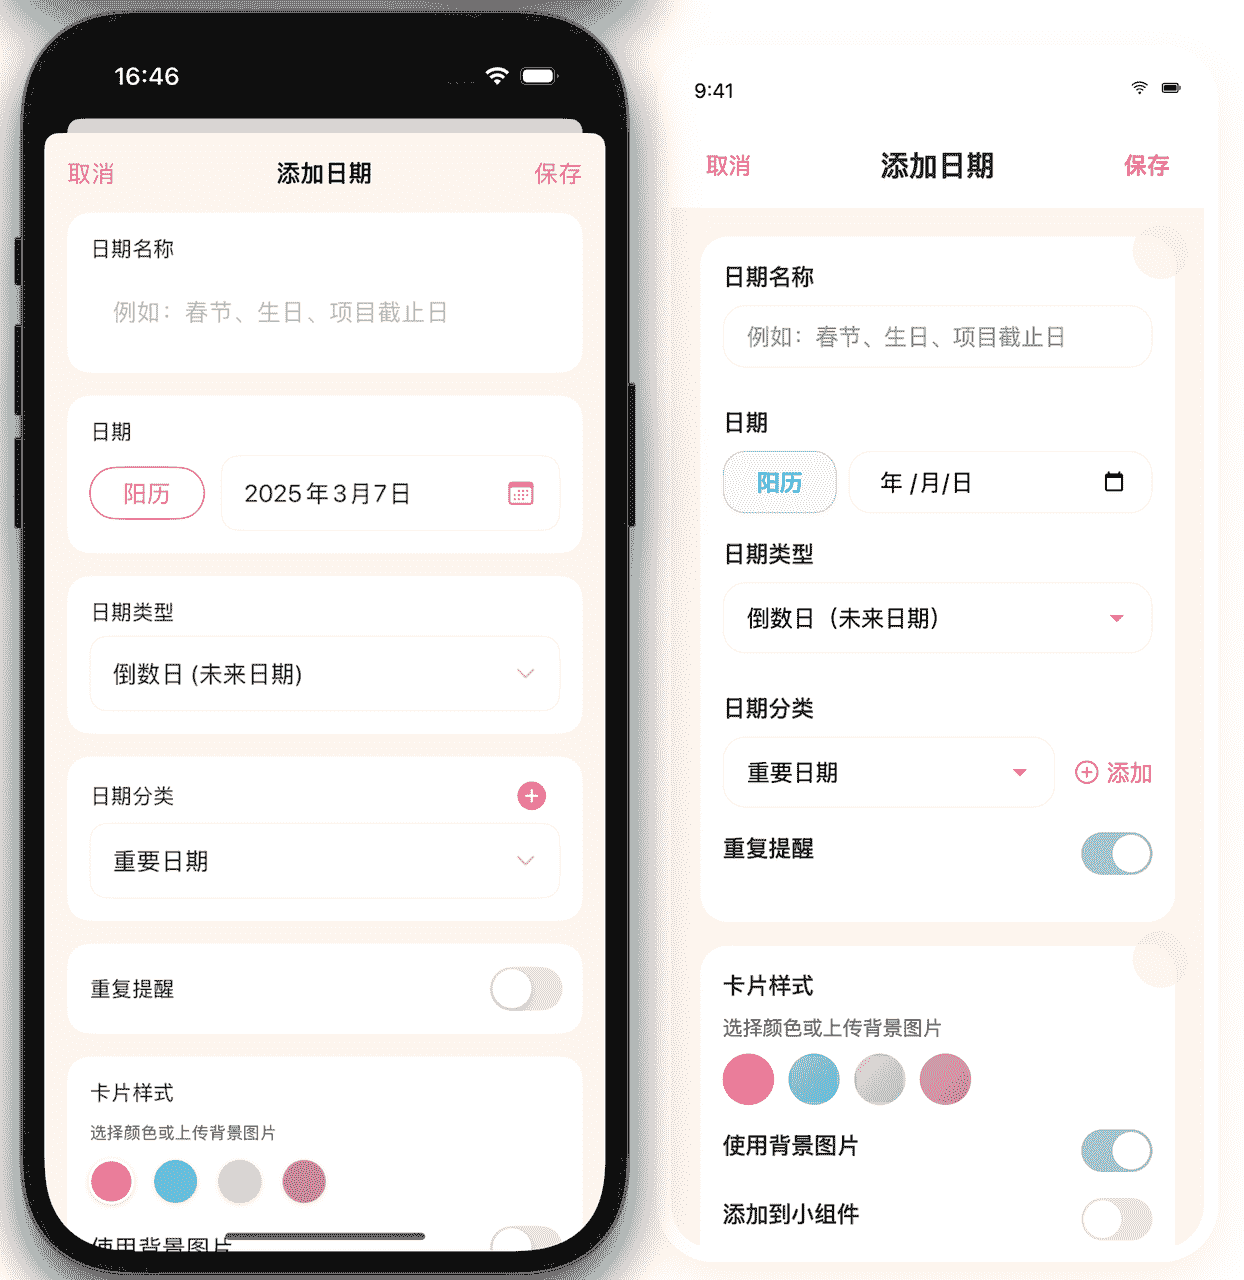 16:46
取消 添加日期 保存
日期名称
例如：春节、生日、项目截止日
日期
阳历 2025年3月7日
日期类型
倒数日 (未来日期)
日期分类
重要日期
重复提醒
卡片样式
选择颜色或上传背景图片
使用背景图片
9:41
取消 添加日期 保存
日期名称
例如：春节、生日、项目截止日
日期
阳历 年 /月/日
日期类型
倒数日（未来日期）
日期分类
重要日期 添加
重复提醒
卡片样式
选择颜色或上传背景图片
使用背景图片
添加到小组件